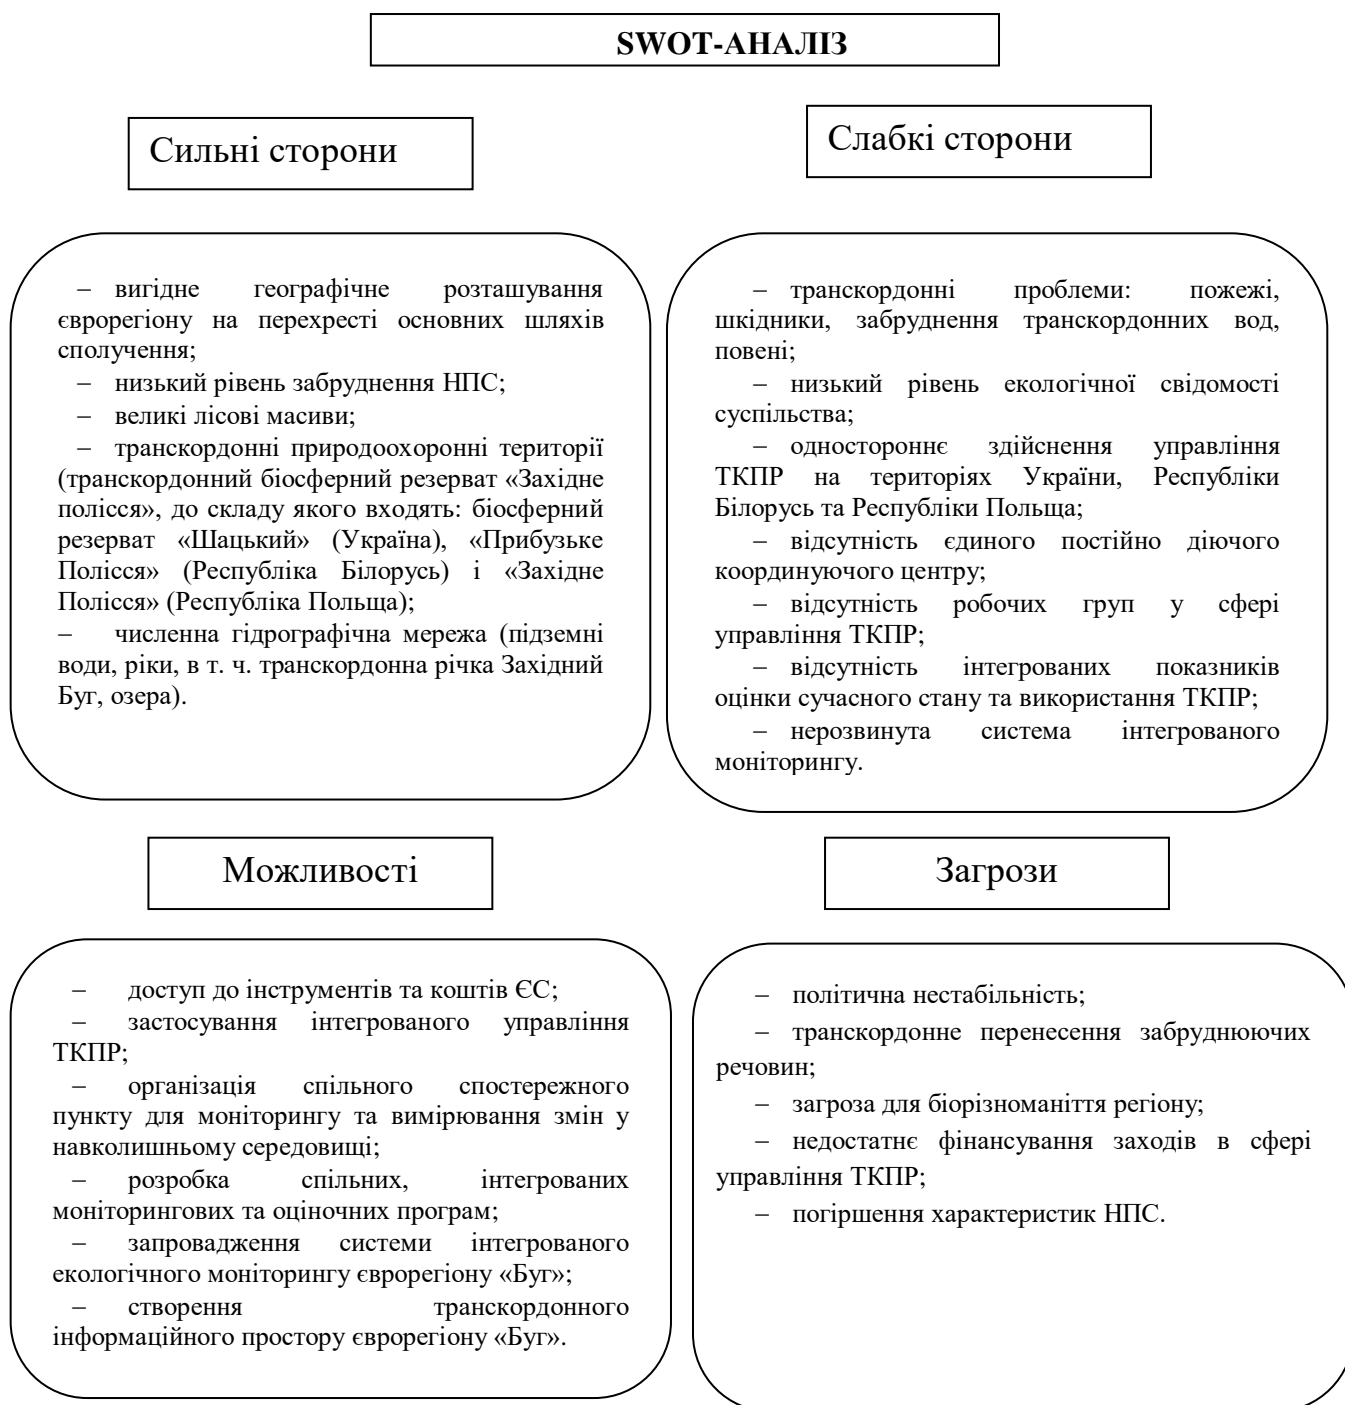 SWOT-АНАЛІЗ
Сильні сторони
– вигідне географічне розташування
єврорегіону на перехресті основних шляхів
сполучення;
– низький рівень забруднення НПС;
– великі лісові масиви;
– транскордонні природоохоронні території
(транскордонний біосферний резерват «Західне
полісся», до складу якого входять: біосферний
резерват «Шацький» (Україна), «Прибузьке
Полісся» (Республіка Білорусь) і «Західне
Полісся» (Республіка Польща);
– численна гідрографічна мережа (підземні
води, ріки, в т. ч. транскордонна річка Західний
Буг, озера).
Слабкі сторони
– транскордонні проблеми: пожежі,
шкідники, забруднення транскордонних вод,
повені;
– низький рівень екологічної свідомості
суспільства;
– одностороннє здійснення управління
ТКПР на територіях України, Республіки
Білорусь та Республіки Польща;
– відсутність єдиного постійно діючого
координуючого центру;
– відсутність робочих груп у сфері
управління ТКПР;
– відсутність інтегрованих показників
оцінки сучасного стану та використання ТКПР;
– нерозвинута система інтегрованого
моніторингу.
Можливості
– доступ до інструментів та коштів ЄС;
– застосування інтегрованого управління
ТКПР;
– організація спільного спостережного
пункту для моніторингу та вимірювання змін у
навколишньому середовищі;
– розробка спільних, інтегрованих
моніторингових та оціночних програм;
– запровадження системи інтегрованого
екологічного моніторингу єврорегіону «Буг»;
– створення транскордонного
інформаційного простору єврорегіону «Буг».
Загрози
– політична нестабільність;
– транскордонне перенесення забруднюючих
речовин;
– загроза для біорізноманіття регіону;
– недостатнє фінансування заходів в сфері
управління ТКПР;
– погіршення характеристик НПС.